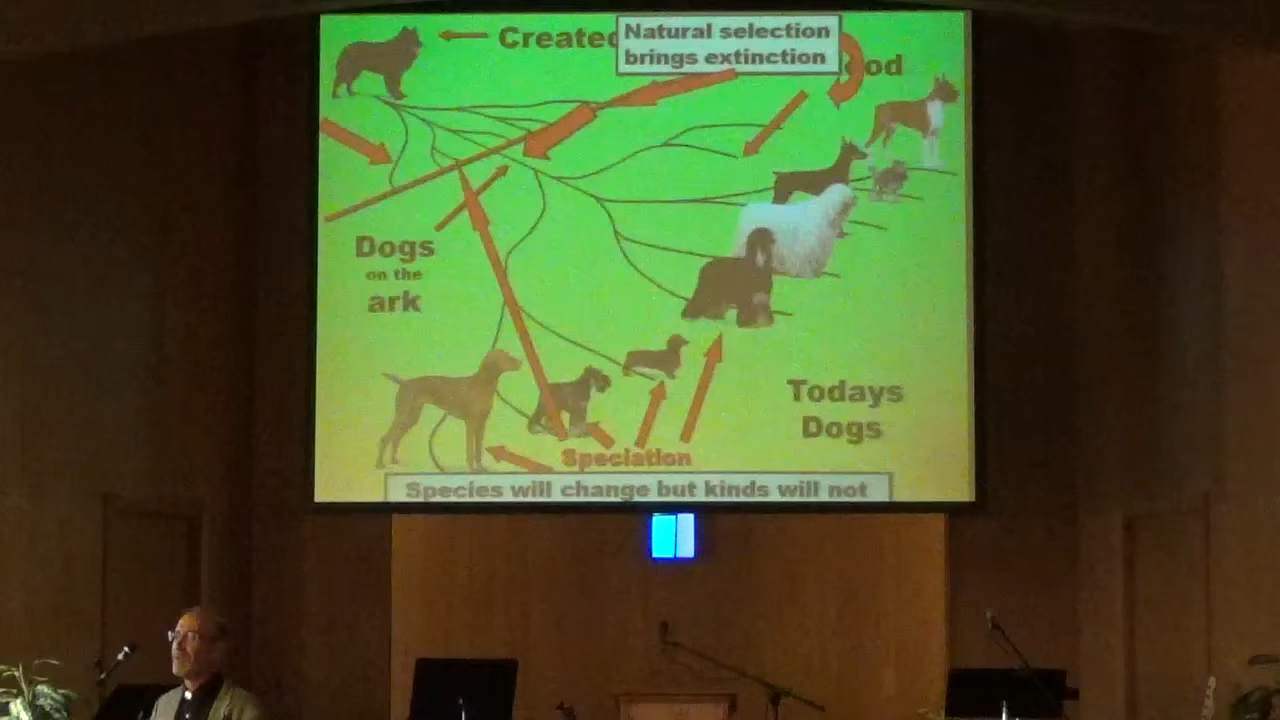 Created
Natural selection
brings extinction
ood
Dogs
on the
ark
Todays
Dogs
Speciation
Species will change but kinds will not